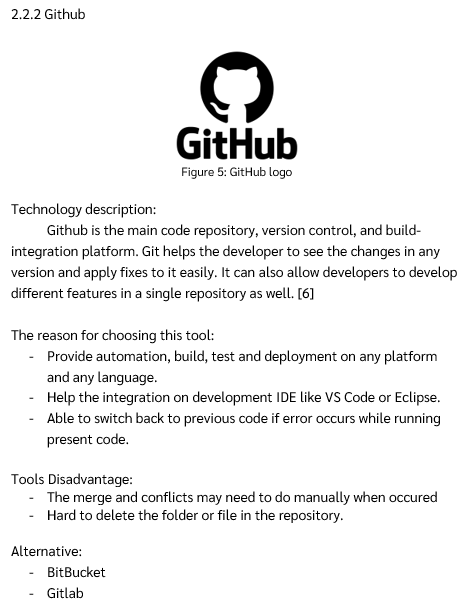 2.2.2 Github
GitHub
Figure 5: GitHub logo
Technology description:
Github is the main code repository, version control, and build-
integration platform. Git helps the developer to see the changes in any
version and apply fixes to it easily. It can also allow developers to develop
different features in a single repository as well. [6]
The reason for choosing this tool:
- Provide automation, build, test and deployment on any platform
and any language.
- Help the integration on development IDE like VS Code or Eclipse.
- Able to switch back to previous code if error occurs while running
present code.
Tools Disadvantage:
- The merge and conflicts may need to do manually when occured
- Hard to delete the folder or file in the repository.
Alternative:
- BitBucket
- Gitlab